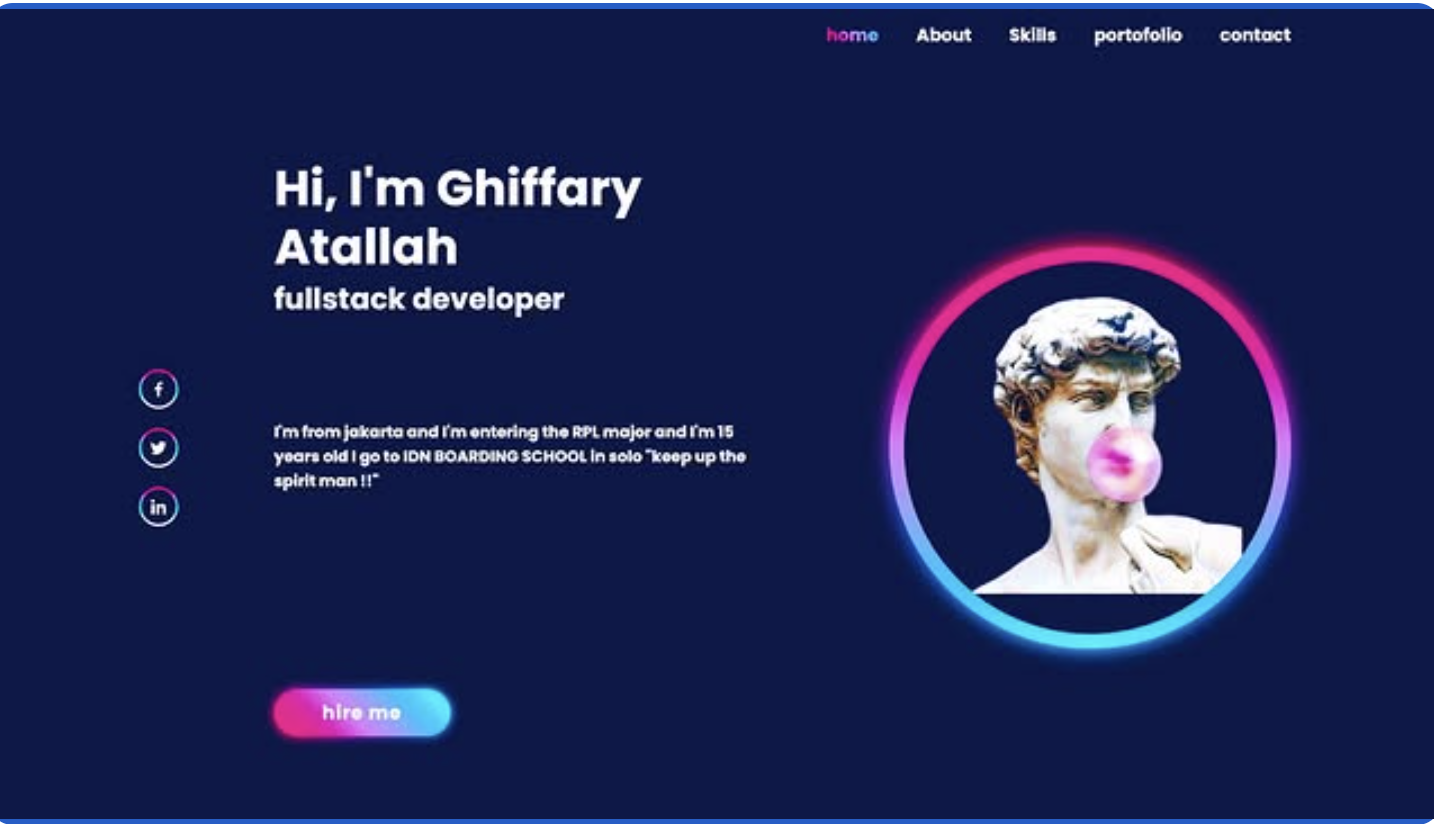 home About Skills portofolio contact
Hi, I'm Ghiffary
Atallah
fullstack developer
f
in
I'm from jakarta and I'm entering the RPL major and I'm 15
years old I go to IDN BOARDING SCHOOL in solo "keep up the
spirit man !!"
hire me